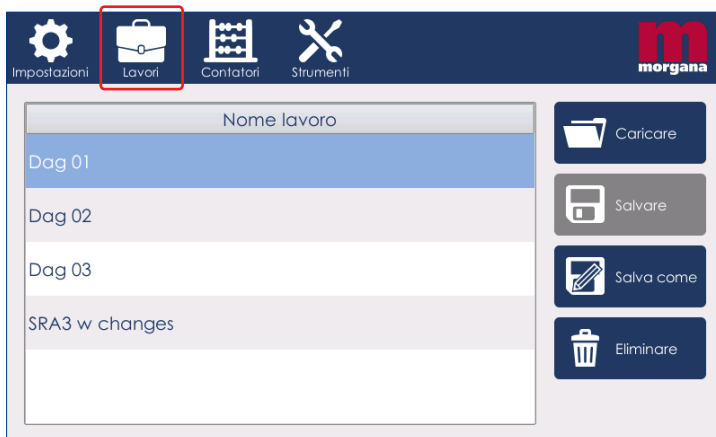 Impostazioni
Lavori
Contatori
Strumenti
m
morgana
Nome lavoro
Dag 01
Dag 02
Dag 03
SRA3 w changes
Caricare
Salvare
Salva come
Eliminare